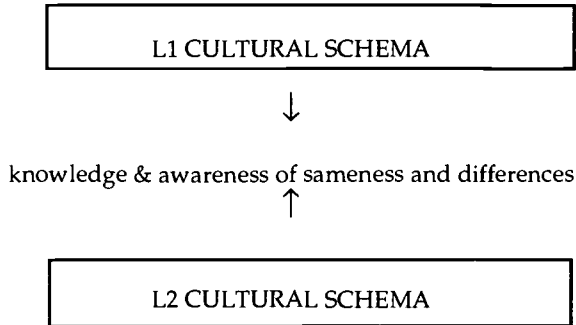 L1 CULTURAL SCHEMA
knowledge & awareness of sameness and differences
L2 CULTURAL SCHEMA